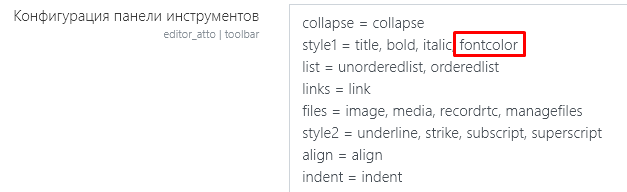 Конфигурация панели инструментов
editor_atto | toolbar
collapse = collapse
style1 = title, bold, italic, fontcolor
list = unorderedlist, orderedlist
links = link
files = image, media, recordrtc, managefiles
style2 = underline, strike, subscript, superscript
align = align
indent = indent